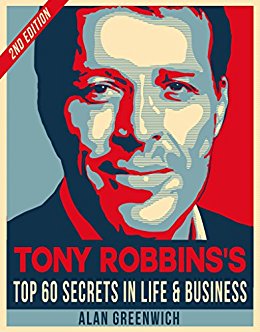 2ND EDITION
TONY ROBBINS'S
TOP 60 SECRETS IN LIFE & BUSINESS
ALAN GREENWICH